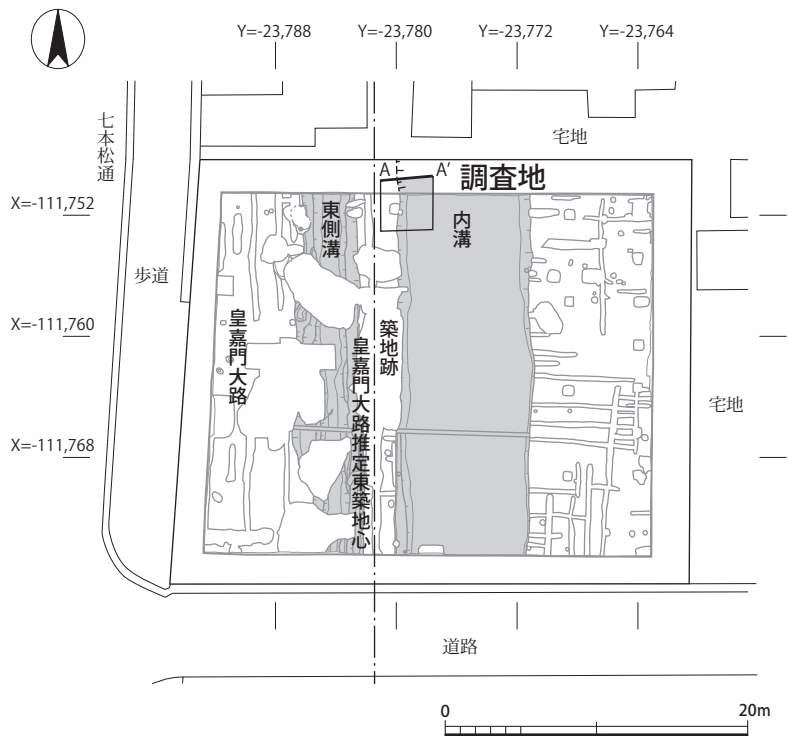 Y=-23,788
Y=-23,780
Y=-23,772
Y=-23,764
七本松通
宅地
A
A’
調査地
X=-111,752
東側溝
内溝
歩道
X=-111,760
皇嘉門大路
築地跡
皇嘉門大路推定東築地心
宅地
X=-111,768
道路
0
20m